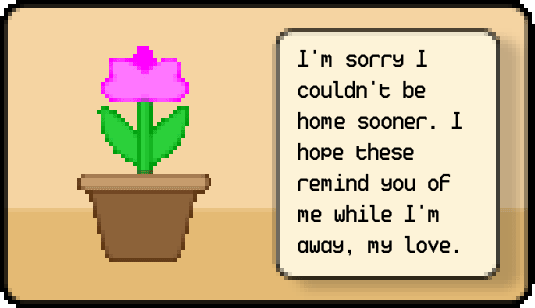 I'm sorry I
couldn't be
home sooner. I
hope these
remind you of
me while I'm
away, my love.